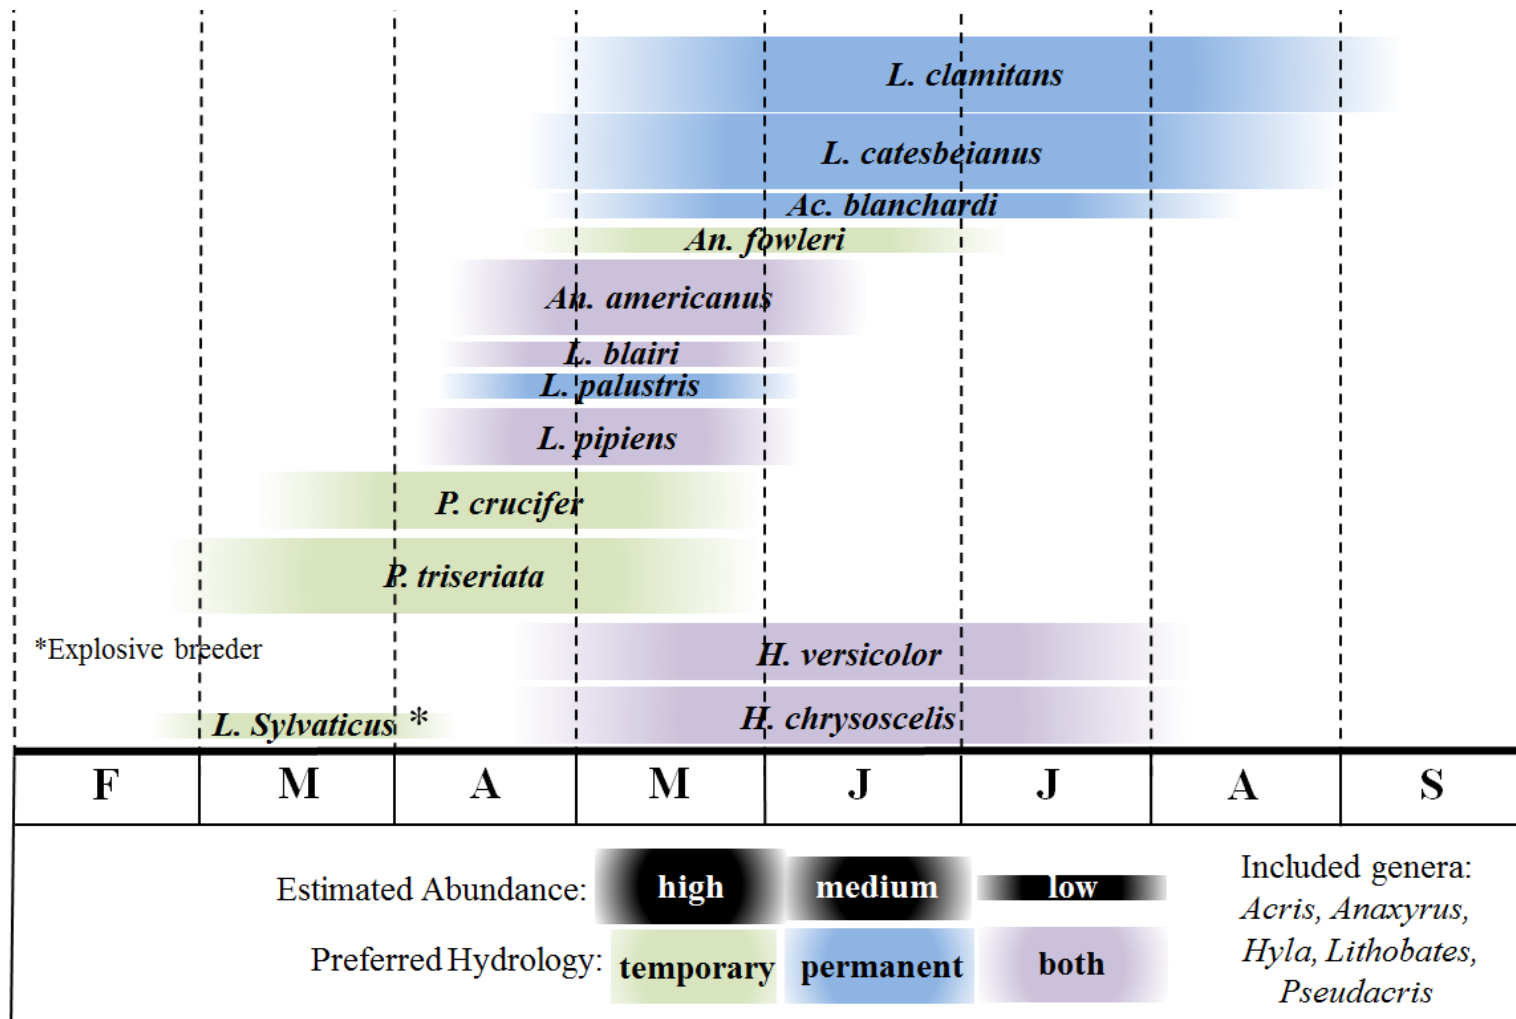 L. clamitans
L. catesbeianus
Ac. blanchardi
An. fowleri
An. americanus
L. blairi
L. palustris
L. pipiens
P. crucifer
P. triseriata
*Explosive breeder
H. versicolor
L. Sylvaticus *
H. chrysoscelis
F M A M J J A S
Estimated Abundance: high medium low
Preferred Hydrology: temporary permanent both
Included genera:
Acris, Anaxyrus,
Hyla, Lithobates,
Pseudacris